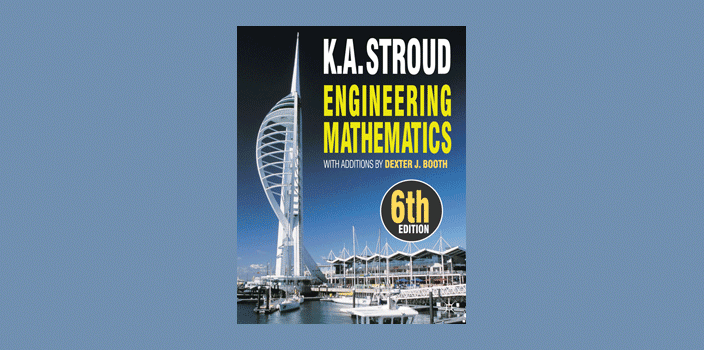 K.A. STROUD
ENGINEERING
MATHEMATICS
WITH ADDITIONS BY DEXTER J. BOOTH
6th
EDITION